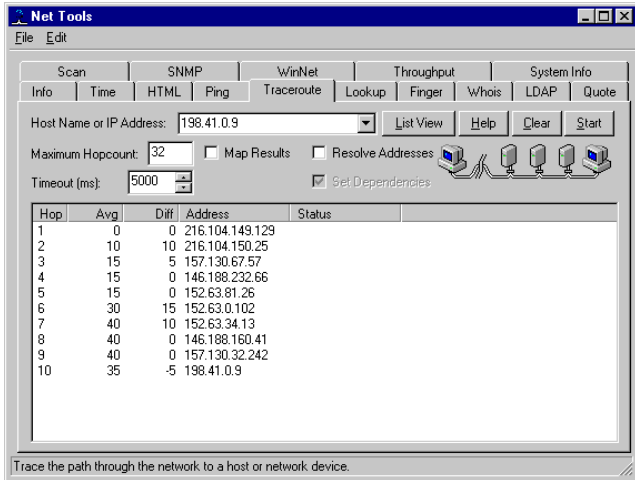 Net Tools
File Edit
Scan SNMP WinNet Throughput System Info
Info Time HTML Ping Traceroute Lookup Finger Whois LDAP Quote
Host Name or IP Address: 198.41.0.9 List View Help Clear Start
Maximum Hopcount: 32 Map Results Resolve Addresses
Timeout (ms): 5000 Set Dependencies
Hop Avg Diff Address Status
1 0 0 216.104.149.129
2 10 10 216.104.150.25
3 15 5 157.130.67.57
4 15 0 146.188.232.66
5 15 0 152.63.81.26
6 30 15 152.63.0.102
7 40 10 152.63.34.13
8 40 0 146.188.160.41
9 40 0 157.130.32.242
10 35 -5 198.41.0.9
Trace the path through the network to a host or network device.